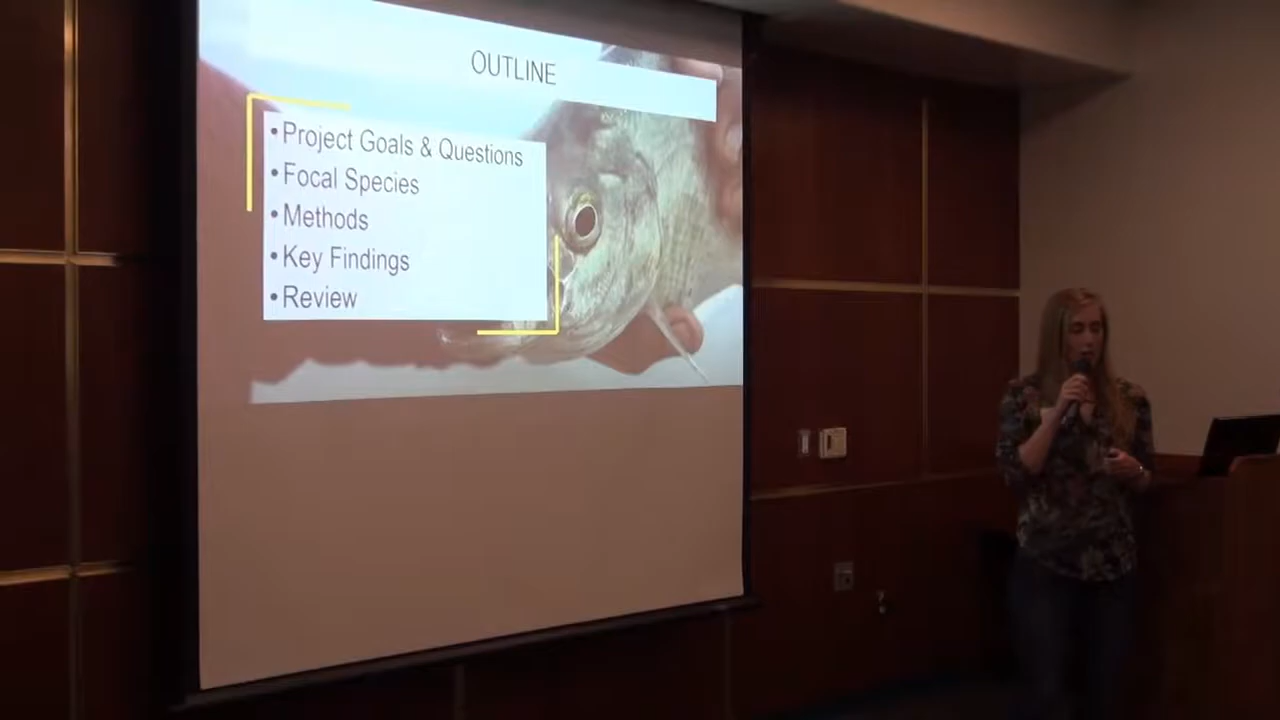 OUTLINE
•Project Goals & Questions
•Focal Species
•Methods
•Key Findings
•Review